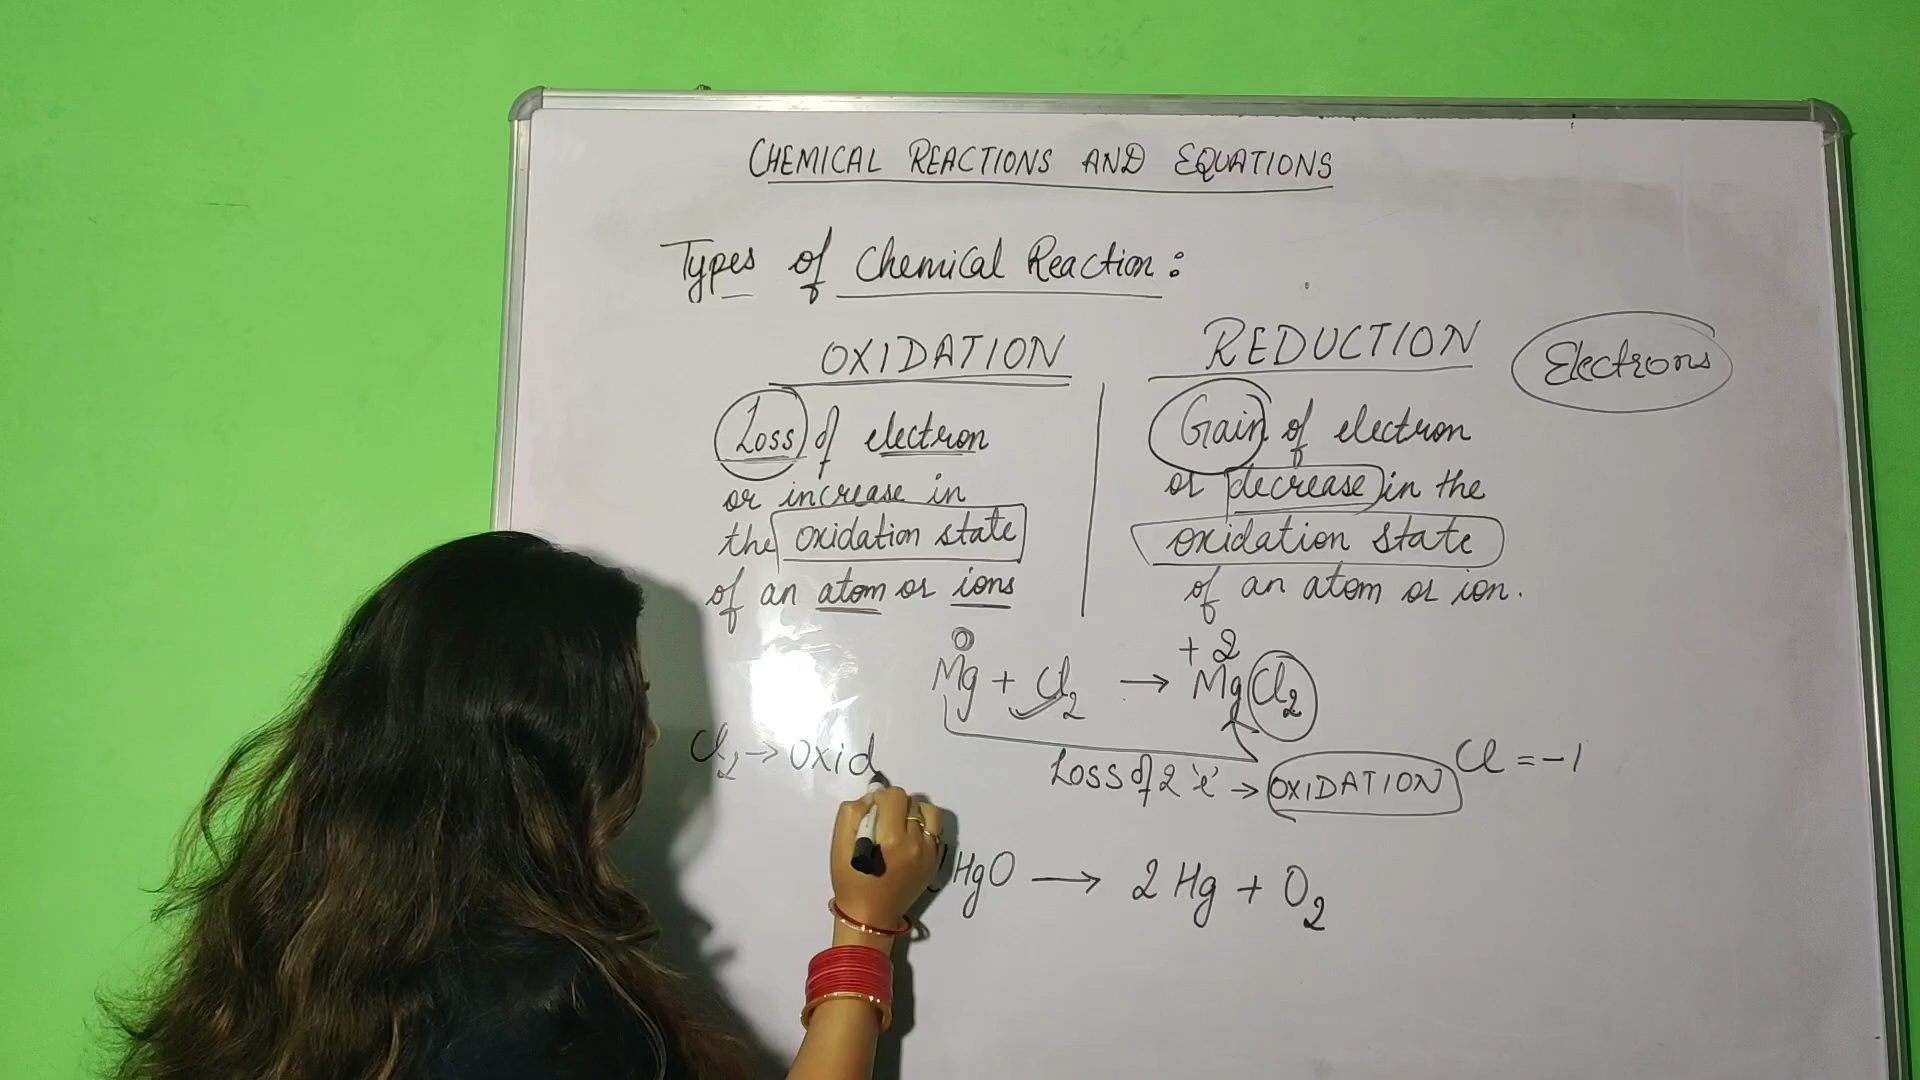 CHEMICAL REACTIONS AND EQUATIONS
Types of Chemical Reaction:
OXIDATION
Loss of electron
or increase in
the oxidation state
of an atom or ions
REDUCTION
Gain of electron
or decrease in the
oxidation state
of an atom or ion.
Electrons
0 +2
Mg + Cl₂ → MgCl₂
Cl₂ → Oxid
Loss of 2 'e' → OXIDATION
Cl = -1
HgO → 2 Hg + O₂